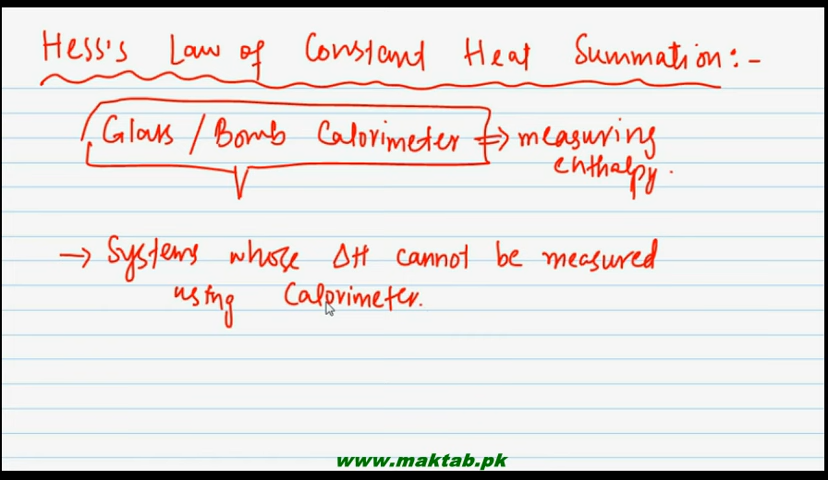 Hess's Law of Constant Heat Summation:-
Glass / Bomb Calorimeter => measuring
enthalpy.
→ Systems whose ΔH cannot be measured
using Calorimeter.
www.maktab.pk